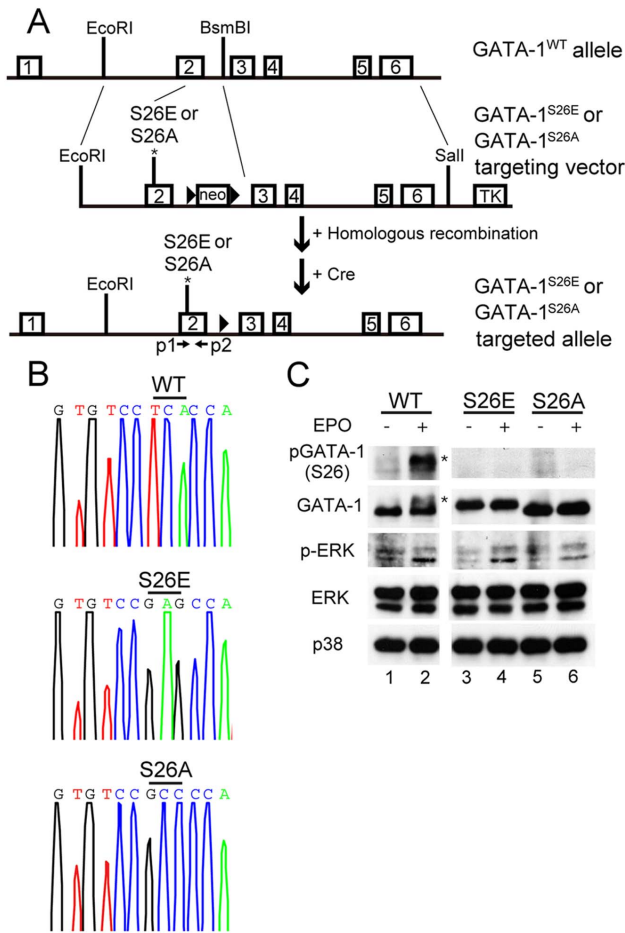 A
EcoRI BsmBI
1 2 3 4 5 6
GATA-1WT allele
S26E or
S26A
*
EcoRI SalI
2 neo 3 4 5 6 TK
GATA-1S26E or
GATA-1S26A
targeting vector
+ Homologous recombination
+ Cre
S26E or
S26A
*
EcoRI
1 2 3 4 5 6
p1 p2
GATA-1S26E or
GATA-1S26A
targeted allele
B
WT
G T G T C C T C A C C A
S26E
G T G T C C G A G C C A
S26A
G T G T C C G C C C C A
C
WT S26E S26A
EPO - + - + - +
pGATA-1
(S26)
*
GATA-1 *
p-ERK
ERK
p38
1 2 3 4 5 6